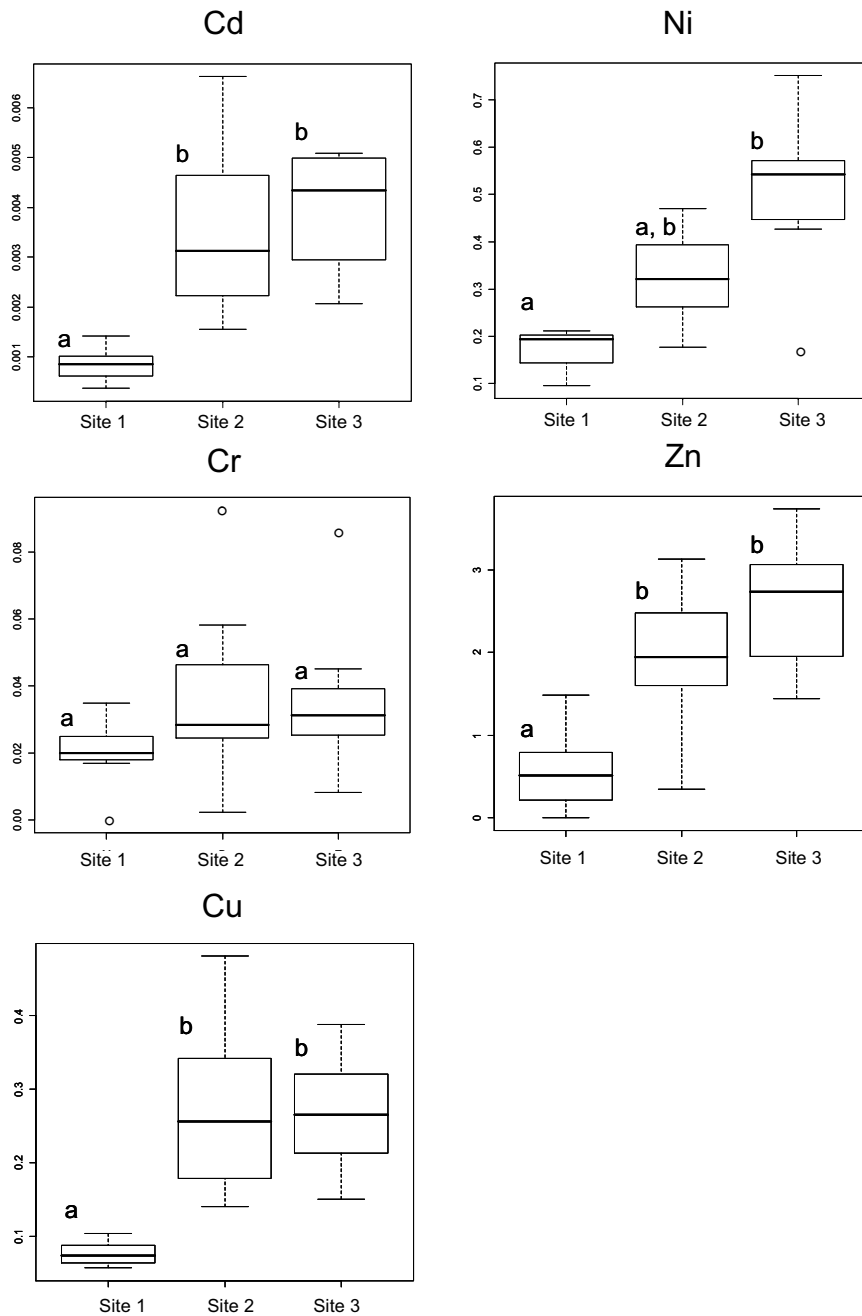 Cd
0.006
0.005
0.004
0.003
0.002
0.001
a
b
b
Site 1 Site 2 Site 3
Ni
0.7
0.6
0.5
0.4
0.3
0.2
0.1
a
a, b
b
Site 1 Site 2 Site 3
Cr
0.08
0.06
0.04
0.02
0.00
a
a
a
Site 1 Site 2 Site 3
Zn
3
2
1
0
a
b
b
Site 1 Site 2 Site 3
Cu
0.4
0.3
0.2
0.1
a
b
b
Site 1 Site 2 Site 3